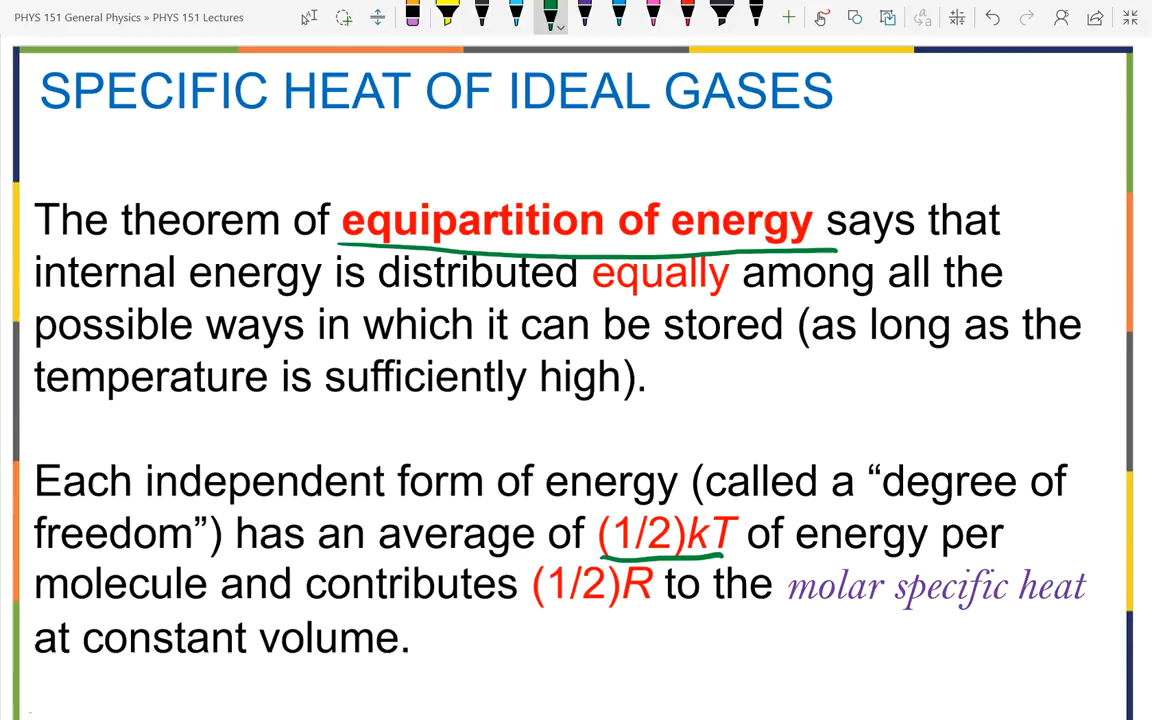 PHYS 151 General Physics » PHYS 151 Lectures
SPECIFIC HEAT OF IDEAL GASES
The theorem of equipartition of energy says that
internal energy is distributed equally among all the
possible ways in which it can be stored (as long as the
temperature is sufficiently high).
Each independent form of energy (called a “degree of
freedom”) has an average of (1/2)kT of energy per
molecule and contributes (1/2)R to the molar specific heat
at constant volume.